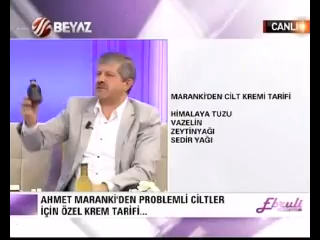 BEYAZ
CANLI
MARANKİ'DEN CİLT KREMİ TARİFİ
HİMALAYA TUZU
VAZELİN
ZEYTİNYAĞI
SEDİR YAĞI
AHMET MARANKİ'DEN PROBLEMLİ CİLTLER
İÇİN ÖZEL KREM TARİFİ...
Ebruli